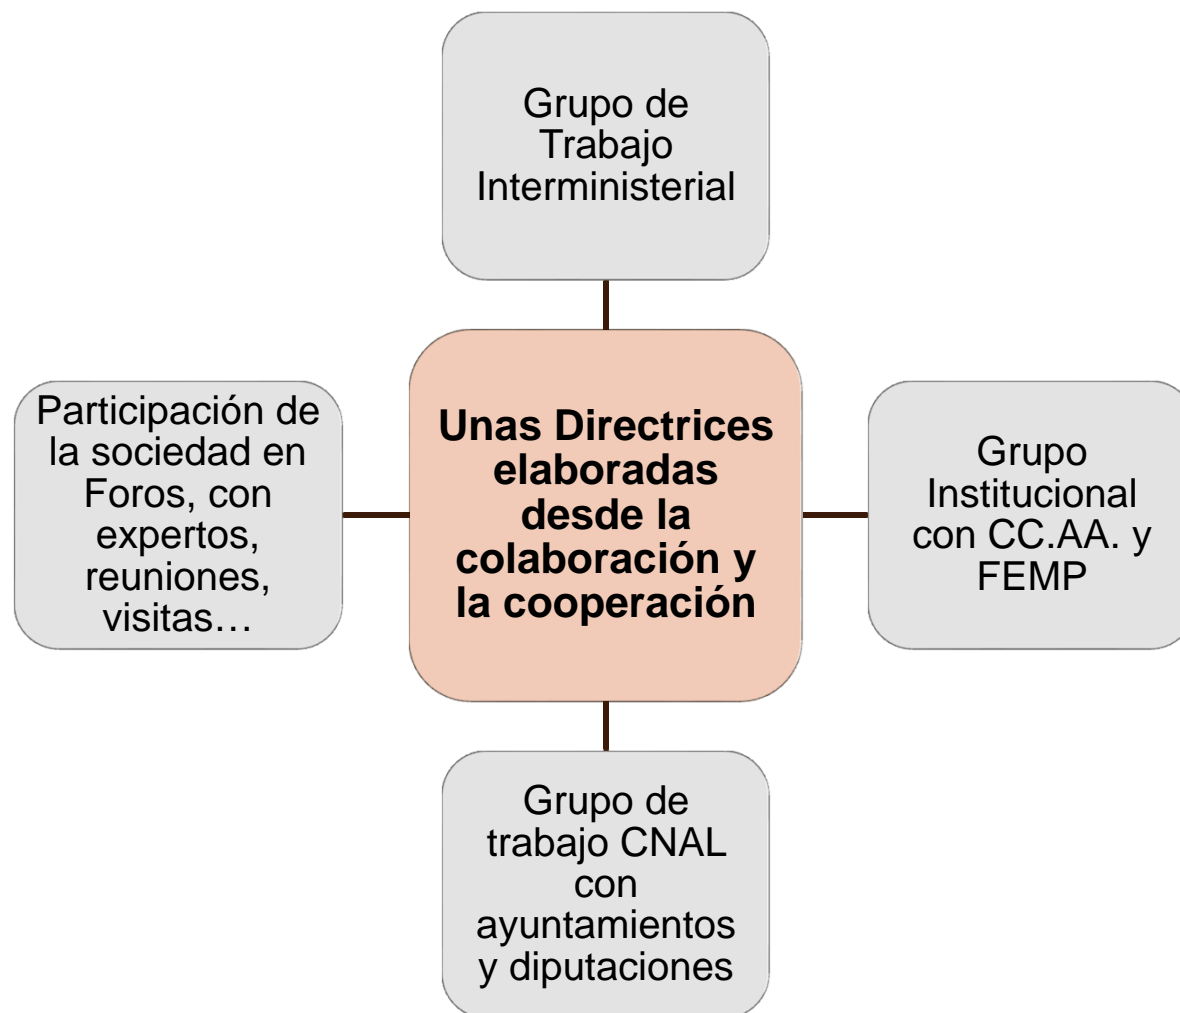 Grupo de
Trabajo
Interministerial
Participación de
la sociedad en
Foros, con
expertos,
reuniones,
visitas…
Unas Directrices
elaboradas
desde la
colaboración y
la cooperación
Grupo
Institucional
con CC.AA. y
FEMP
Grupo de
trabajo CNAL
con
ayuntamientos
y diputaciones